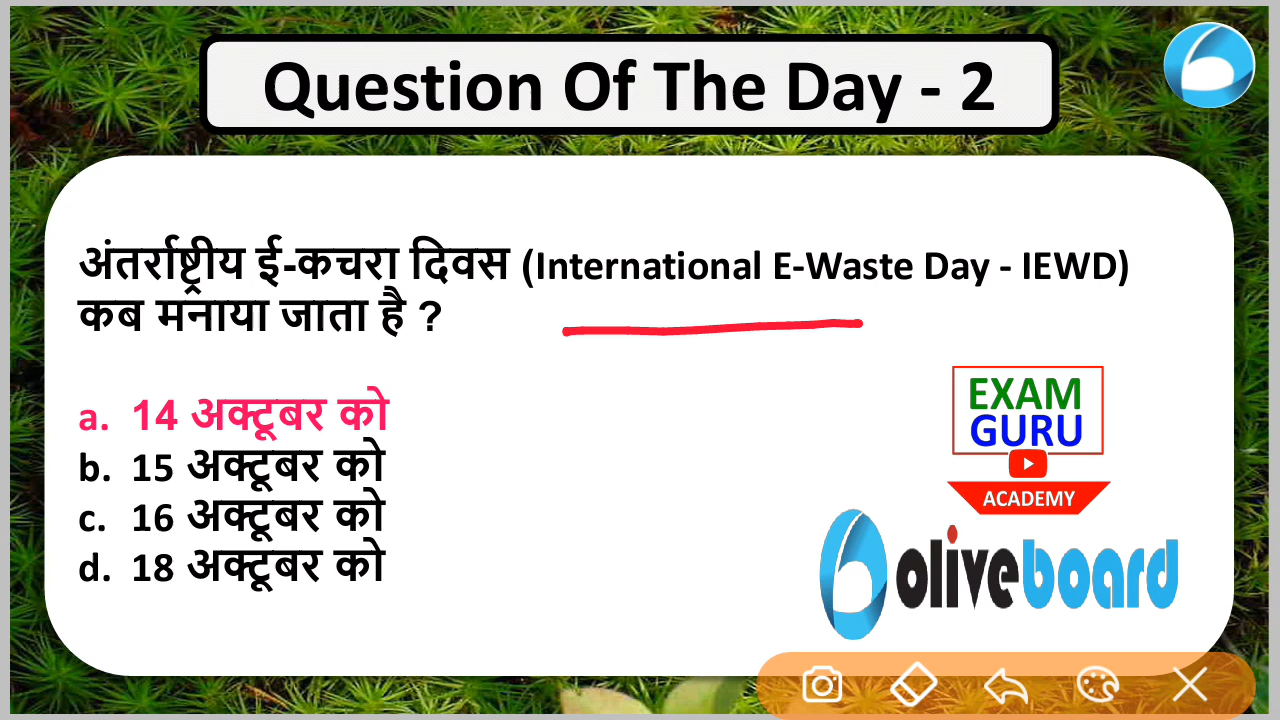 Question Of The Day - 2
अंतर्राष्ट्रीय ई-कचरा दिवस (International E-Waste Day - IEWD)
कब मनाया जाता है ?
a. 14 अक्टूबर को
b. 15 अक्टूबर को
c. 16 अक्टूबर को
d. 18 अक्टूबर को
EXAM
GURU
ACADEMY
oliveboard